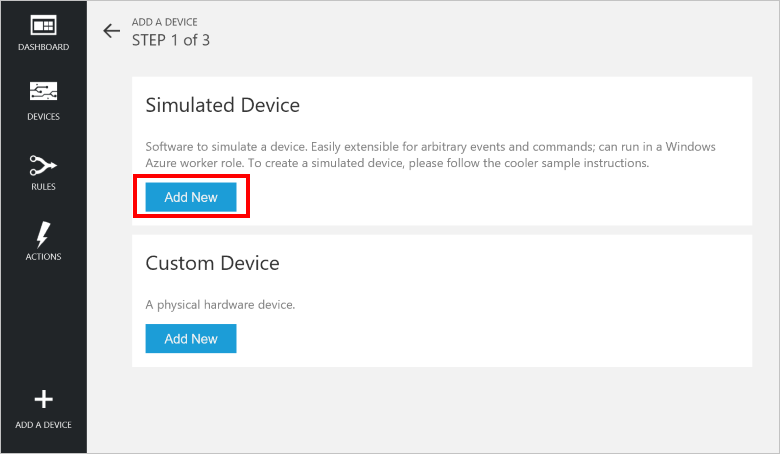 DASHBOARD
DEVICES
RULES
ACTIONS
ADD A DEVICE
ADD A DEVICE
STEP 1 of 3
Simulated Device
Software to simulate a device. Easily extensible for arbitrary events and commands; can run in a Windows
Azure worker role. To create a simulated device, please follow the cooler sample instructions.
Add New
Custom Device
A physical hardware device.
Add New